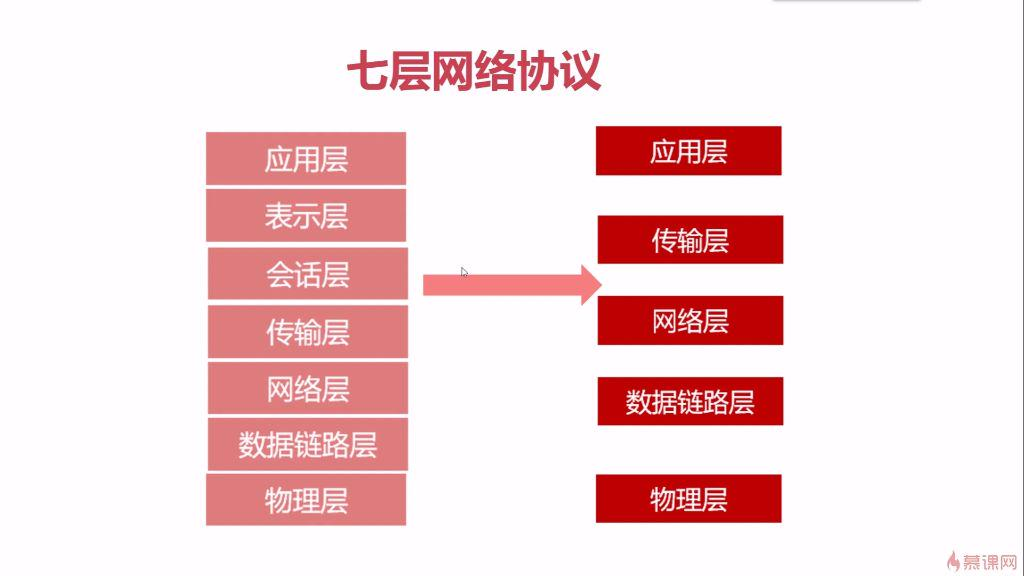 七层网络协议
应用层
表示层
会话层
传输层
网络层
数据链路层
物理层
应用层
传输层
网络层
数据链路层
物理层
慕课网